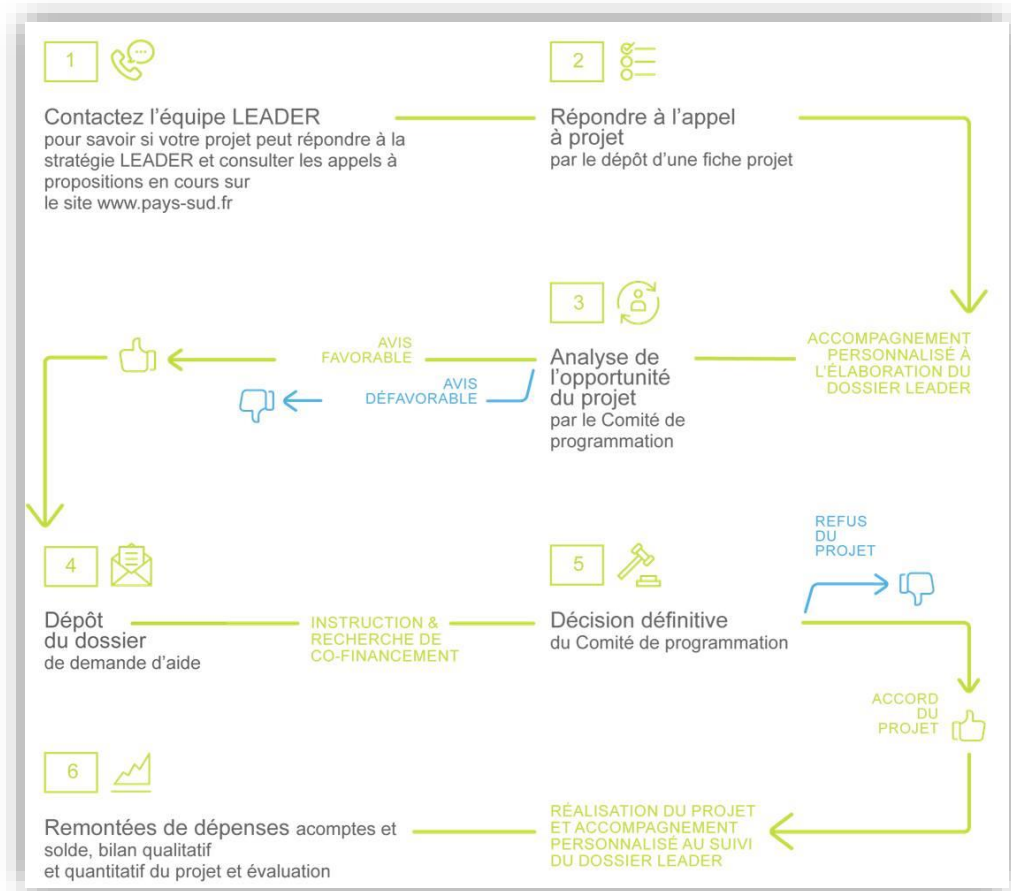 1
Contactez l'équipe LEADER
pour savoir si votre projet peut répondre à la
stratégie LEADER et consulter les appels à
propositions en cours sur
le site www.pays-sud.fr
2
Répondre à l'appel
à projet
par le dépôt d'une fiche projet
ACCOMPAGNEMENT
PERSONNALISÉ À
L'ÉLABORATION DU
DOSSIER LEADER
3
Analyse de
l'opportunité
du projet
par le Comité de
programmation
AVIS
FAVORABLE
AVIS
DÉFAVORABLE
4
Dépôt
du dossier
de demande d'aide
INSTRUCTION &
RECHERCHE DE
CO-FINANCEMENT
5
Décision définitive
du Comité de programmation
REFUS
DU
PROJET
ACCORD
DU
PROJET
RÉALISATION DU PROJET
ET ACCOMPAGNEMENT
PERSONNALISÉ AU SUIVI
DU DOSSIER LEADER
6
Remontées de dépenses acomptes et
solde, bilan qualitatif
et quantitatif du projet et évaluation